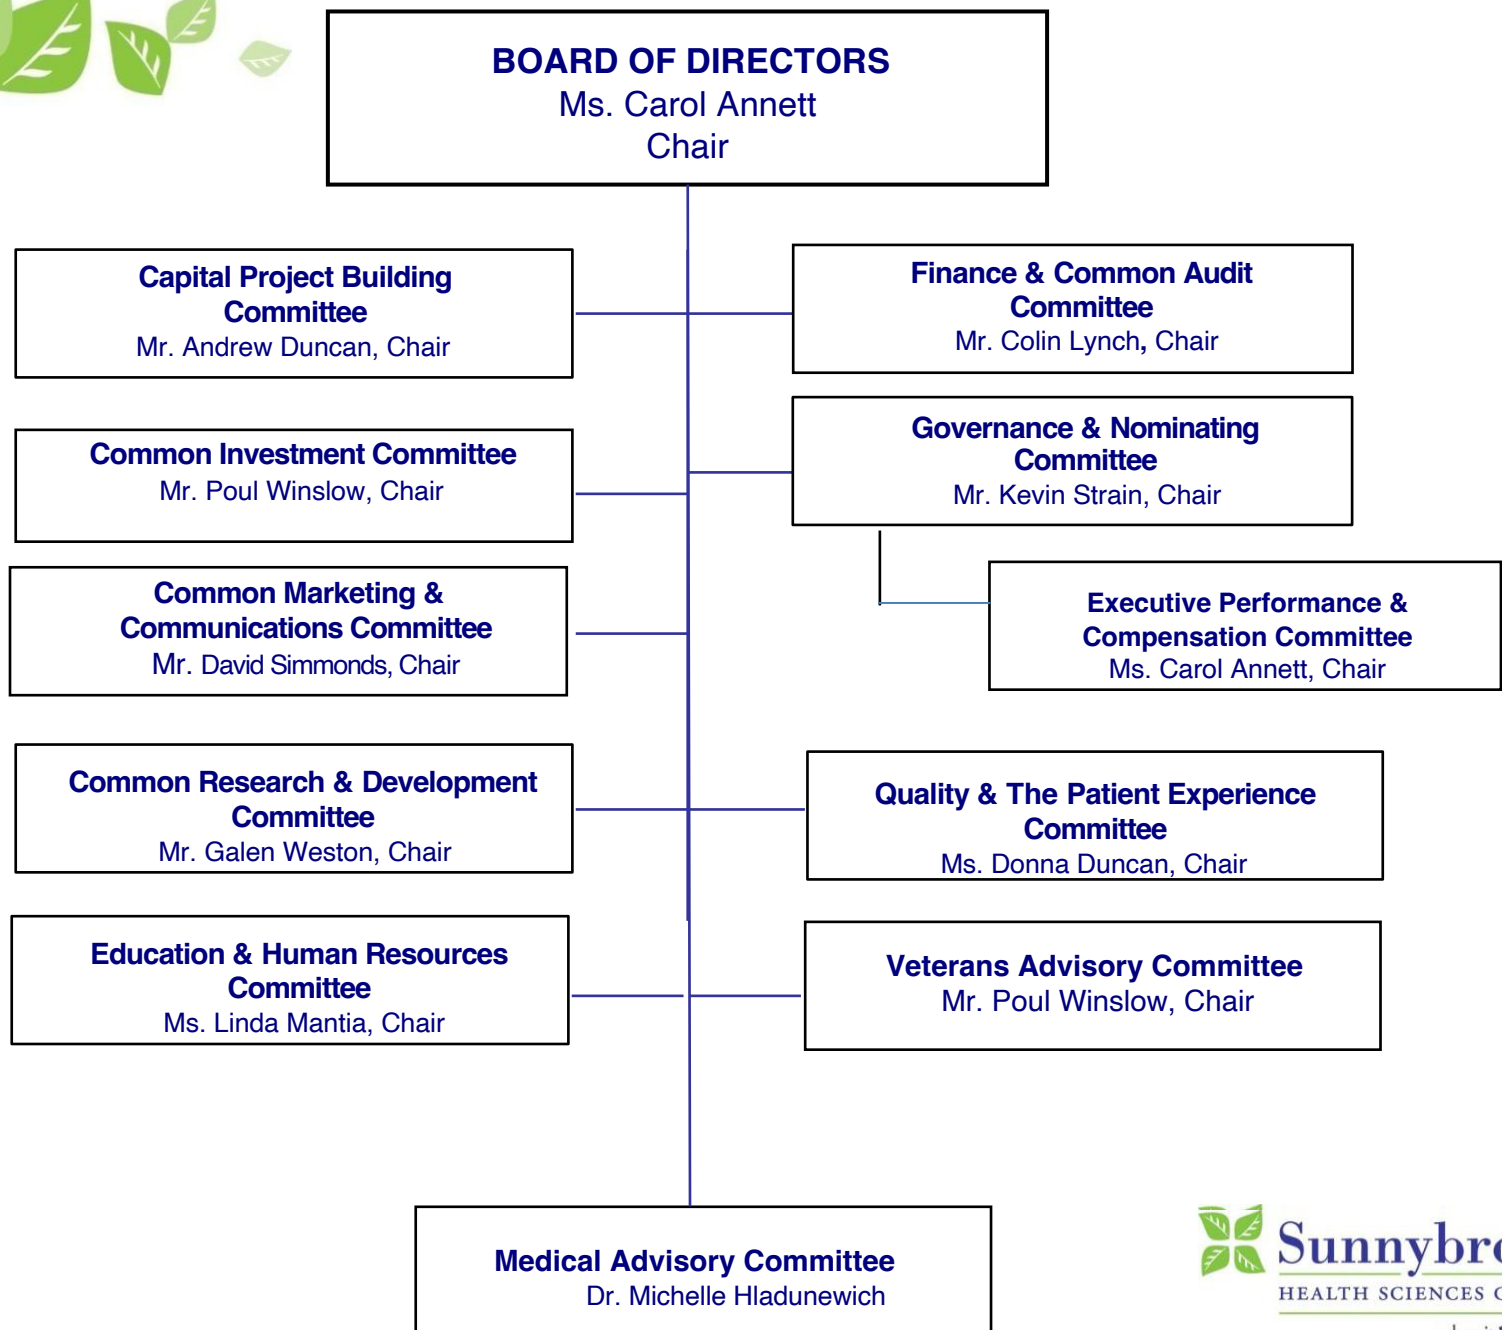 BOARD OF DIRECTORS
Ms. Carol Annett
Chair
Capital Project Building
Committee
Mr. Andrew Duncan, Chair
Finance & Common Audit
Committee
Mr. Colin Lynch, Chair
Common Investment Committee
Mr. Poul Winslow, Chair
Governance & Nominating
Committee
Mr. Kevin Strain, Chair
Common Marketing &
Communications Committee
Mr. David Simmonds, Chair
Executive Performance &
Compensation Committee
Ms. Carol Annett, Chair
Common Research & Development
Committee
Mr. Galen Weston, Chair
Quality & The Patient Experience
Committee
Ms. Donna Duncan, Chair
Education & Human Resources
Committee
Ms. Linda Mantia, Chair
Veterans Advisory Committee
Mr. Poul Winslow, Chair
Medical Advisory Committee
Dr. Michelle Hladunewich
Sunnybro
HEALTH SCIENCES